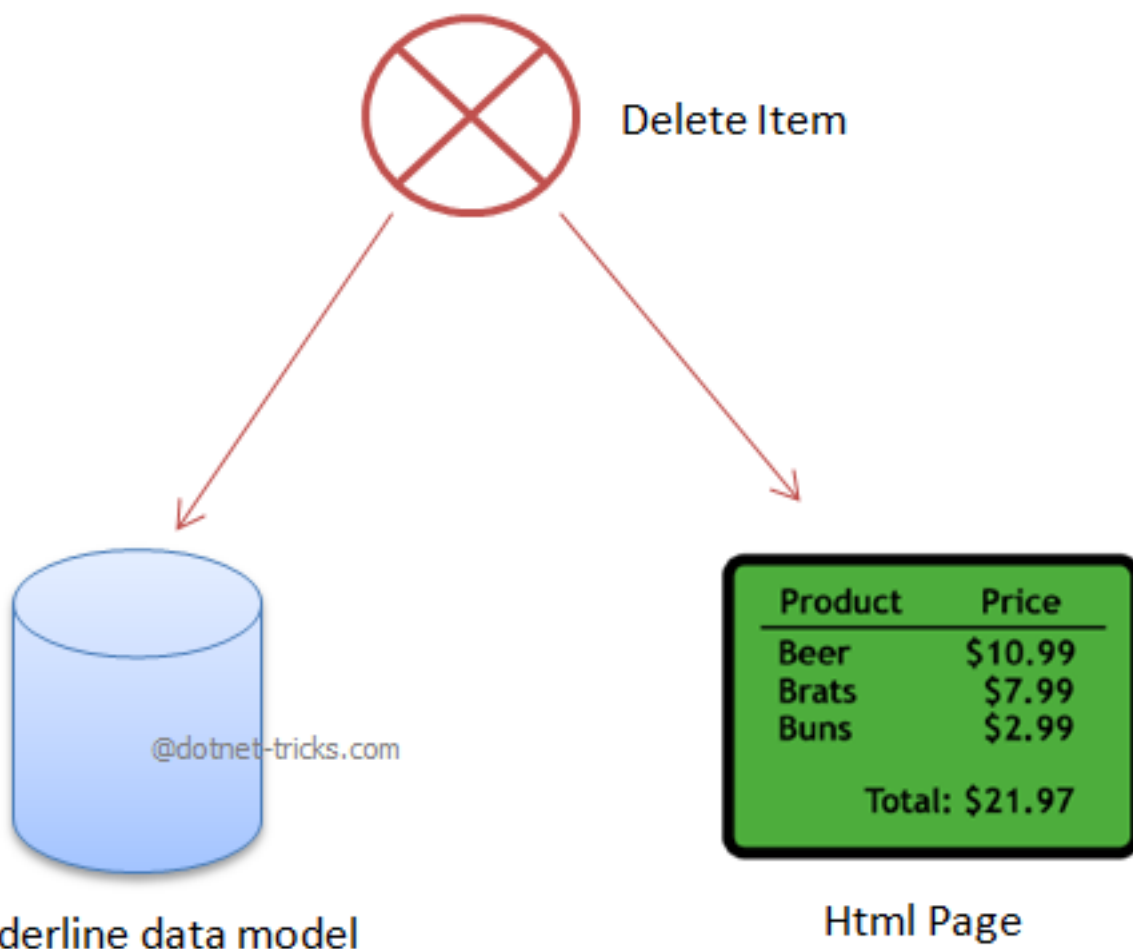 Delete Item
Product Price
Beer $10.99
Brats $7.99
Buns $2.99
Total: $21.97
@dotnet-tricks.com
Html Page
data model